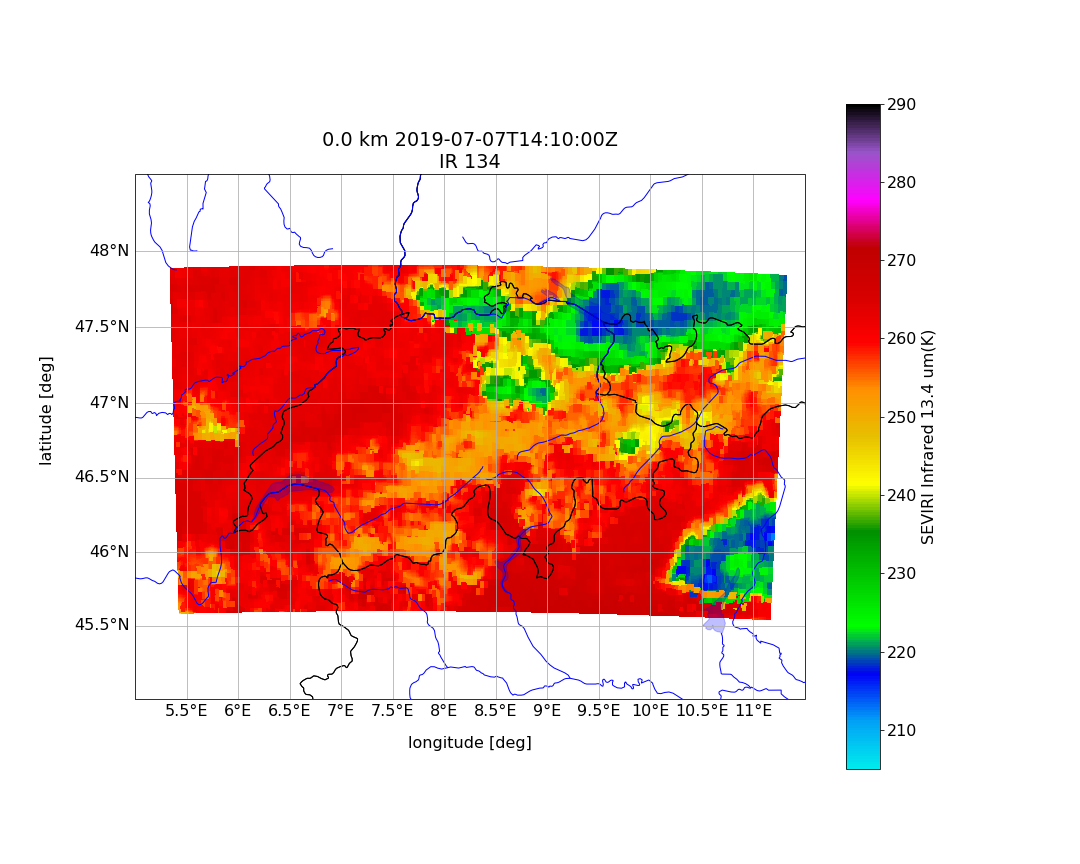 0.0 km 2019-07-07T14:10:00Z
IR 134
48°N
47.5°N
47°N
46.5°N
46°N
45.5°N
latitude [deg]
5.5°E 6°E 6.5°E 7°E 7.5°E 8°E 8.5°E 9°E 9.5°E 10°E 10.5°E 11°E
longitude [deg]
290
280
270
260
250
240
230
220
210
SEVIRI Infrared 13.4 um(K)